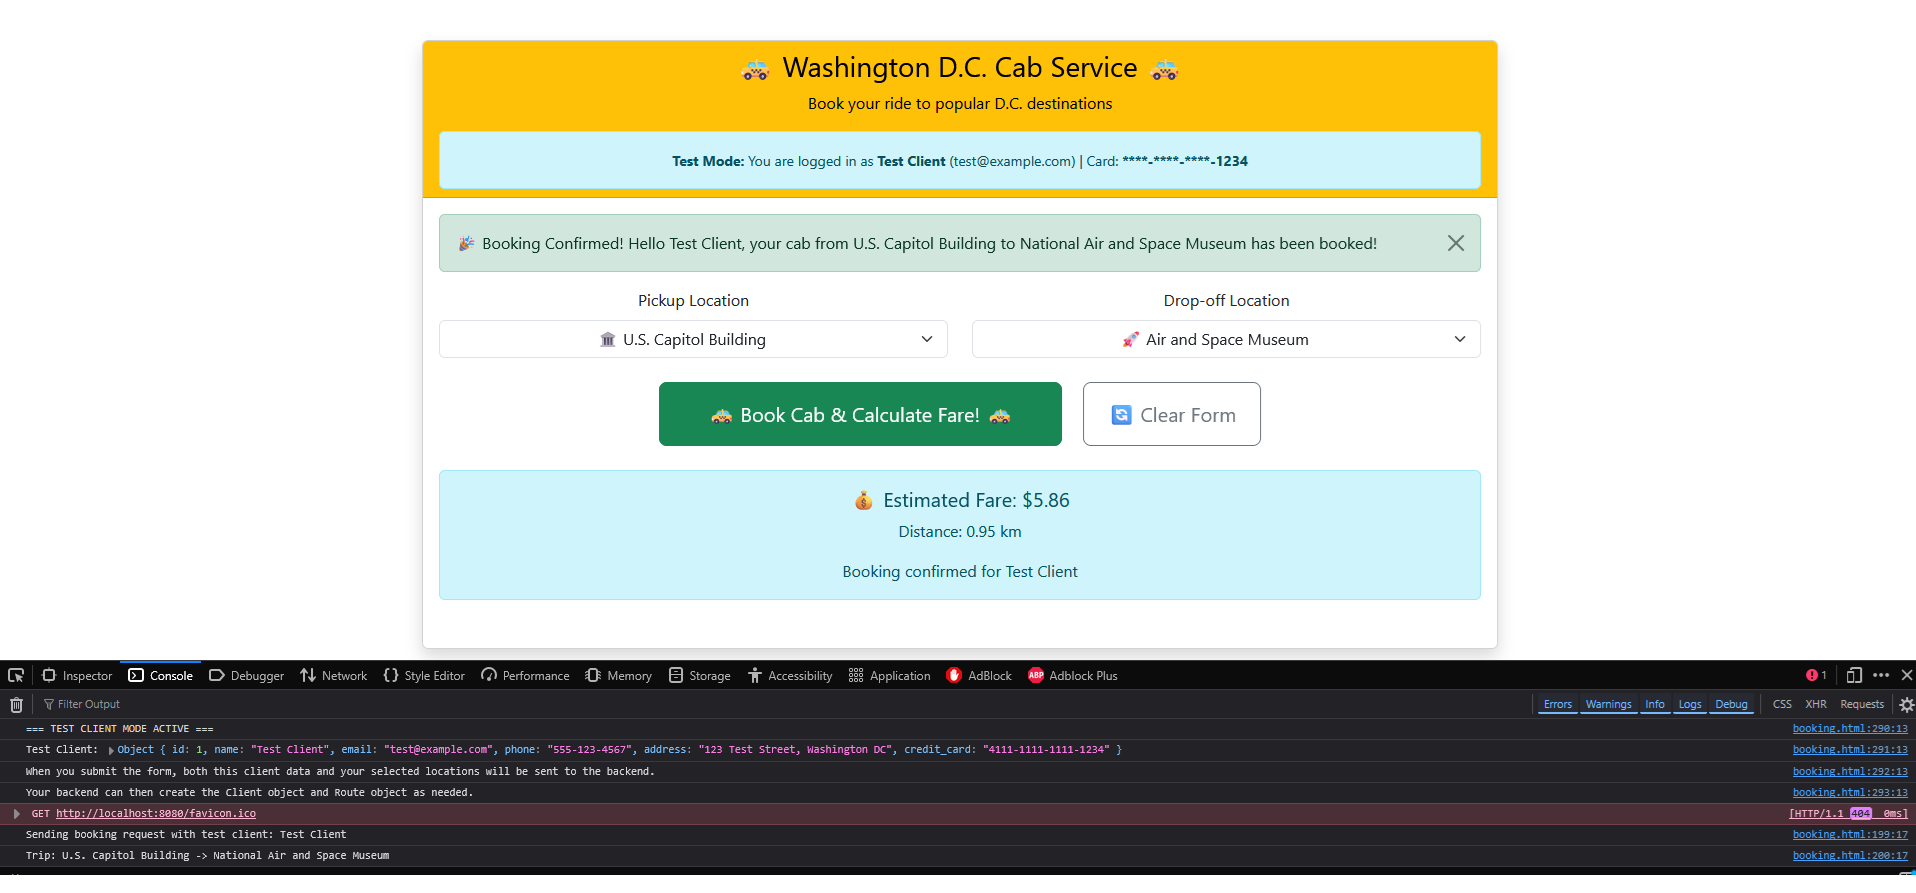 Washington D.C. Cab Service
Book your ride to popular D.C. destinations
Test Mode: You are logged in as Test Client (test@example.com) | Card: ****-****-****-1234
Booking Confirmed! Hello Test Client, your cab from U.S. Capitol Building to National Air and Space Museum has been booked!
Pickup Location
Drop-off Location
U.S. Capitol Building
Air and Space Museum
Book Cab & Calculate Fare!
Clear Form
Estimated Fare: $5.86
Distance: 0.95 km
Booking confirmed for Test Client
Inspector Console Debugger Network Style Editor Performance Memory Storage Accessibility Application AdBlock ABP Adblock Plus 1
Filter Output Errors Warnings Info Logs Debug CSS XHR Requests
=== TEST CLIENT MODE ACTIVE === booking.html:290:13
Test Client: Object { id: 1, name: "Test Client", email: "test@example.com", phone: "555-123-4567", address: "123 Test Street, Washington DC", credit_card: "4111-1111-1111-1234" } booking.html:291:13
When you submit the form, both this client data and your selected locations will be sent to the backend. booking.html:292:13
Your backend can then create the Client object and Route object as needed. booking.html:293:13
GET http://localhost:8080/favicon.ico [HTTP/1.1 404 0ms]
Sending booking request with test client: Test Client booking.html:199:17
Trip: U.S. Capitol Building -> National Air and Space Museum booking.html:200:17